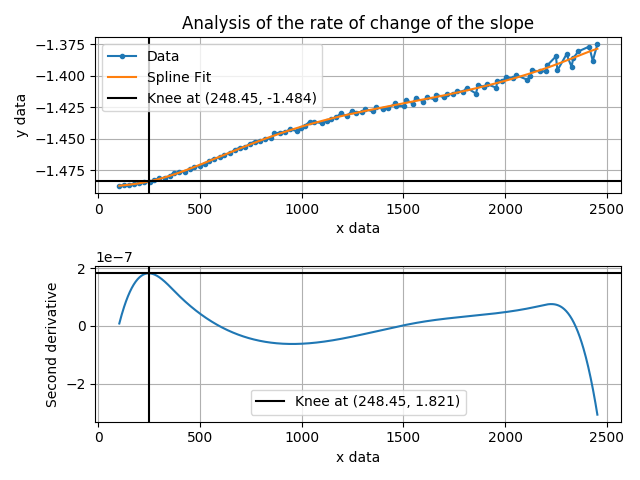 Analysis of the rate of change of the slope
y data
−1.375
−1.400
−1.425
−1.450
−1.475
Data
Spline Fit
Knee at (248.45, -1.484)
0
500
1000
1500
2000
2500
x data
1e−7
Second derivative
2
0
−2
Knee at (248.45, 1.821)
0
500
1000
1500
2000
2500
x data